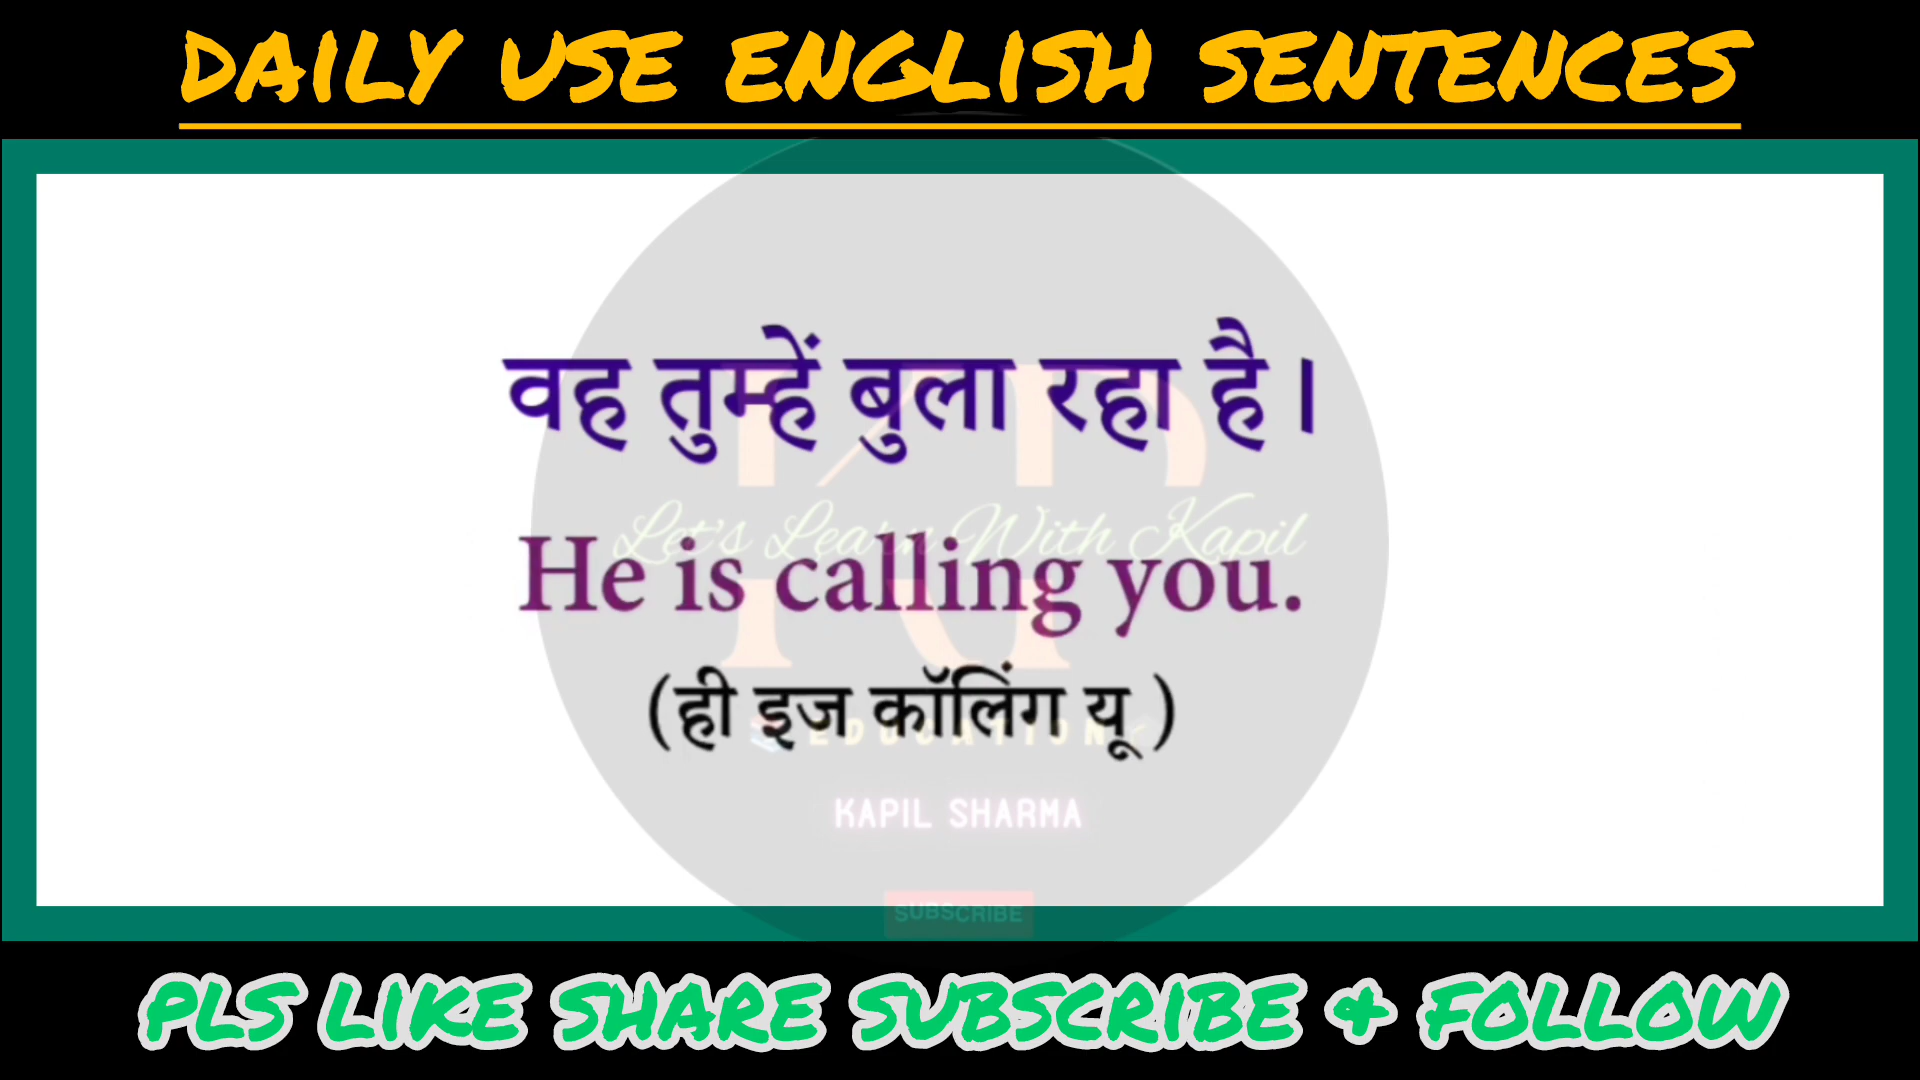 DAILY USE ENGLISH SENTENCES
वह तुम्हें बुला रहा है।
Let's Learn With Kapil
He is calling you.
(ही इज कॉलिंग यू )
EDUCATION
KAPIL SHARMA
SUBSCRIBE
PLS LIKE SHARE SUBSCRIBE & FOLLOW